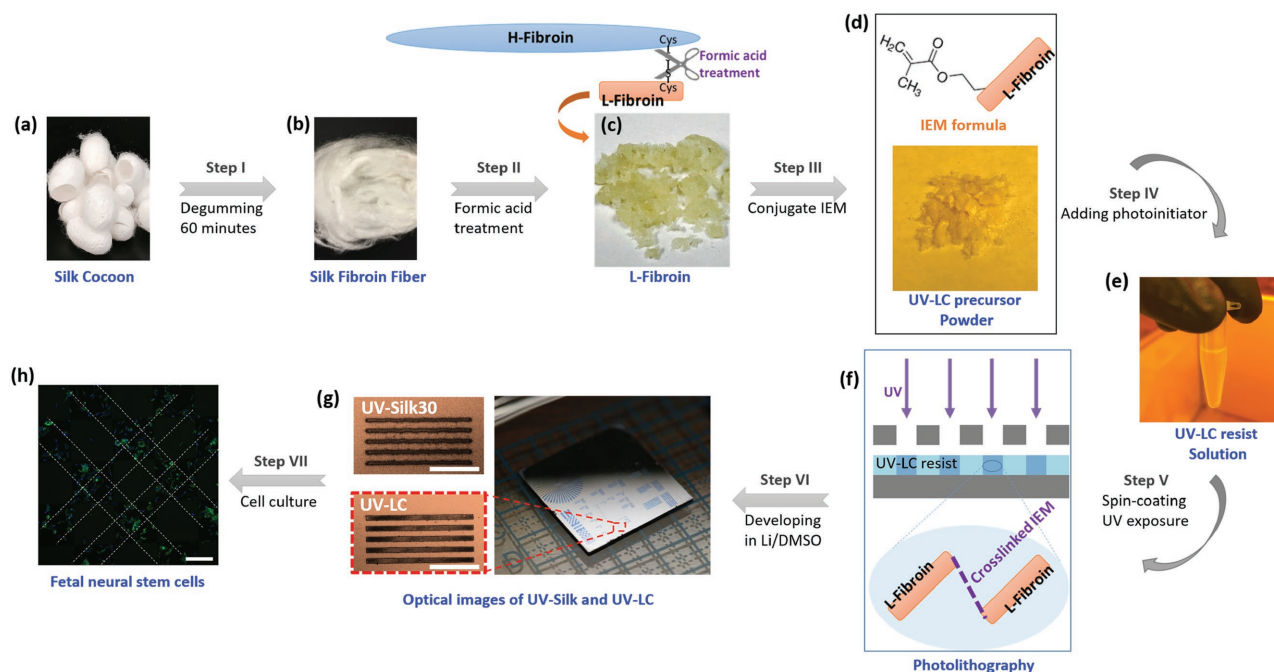 H-Fibroin
Cys
S
S
Cys
Formic acid
treatment
L-Fibroin
(a)
Silk Cocoon
Step I
Degumming
60 minutes
(b)
Silk Fibroin Fiber
Step II
Formic acid
treatment
(c)
L-Fibroin
Step III
Conjugate IEM
(d)
H₂C
O
O
CH₃
L-Fibroin
IEM formula
UV-LC precursor
Powder
Step IV
Adding photoinitiator
(e)
UV-LC resist
Solution
Step V
Spin-coating
UV exposure
(f)
UV
UV-LC resist
Crosslinked IEM
L-Fibroin
L-Fibroin
Photolithography
Step VI
Developing
in Li/DMSO
(g)
UV-Silk30
UV-LC
Optical images of UV-Silk and UV-LC
Step VII
Cell culture
(h)
Fetal neural stem cells